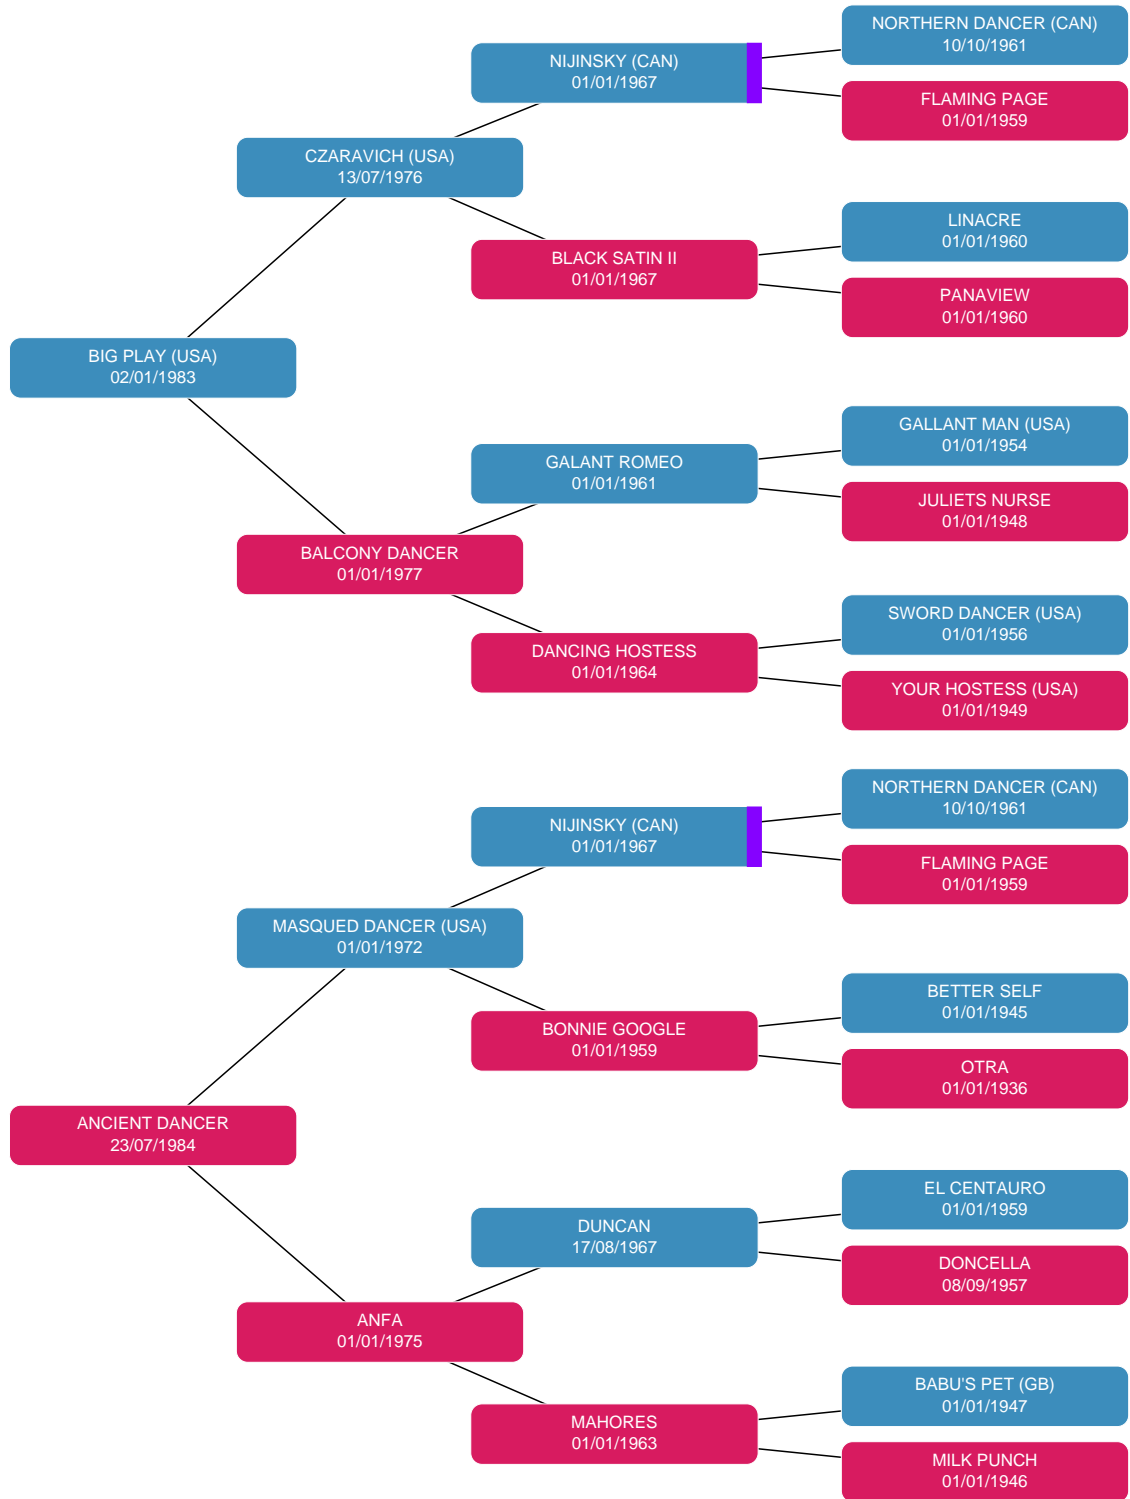 NORTHERN DANCER (CAN)
10/10/1961
NIJINSKY (CAN)
01/01/1967
FLAMING PAGE
01/01/1959
CZARAVICH (USA)
13/07/1976
LINACRE
01/01/1960
BLACK SATIN II
01/01/1967
PANAVIEW
01/01/1960
BIG PLAY (USA)
02/01/1983
GALLANT MAN (USA)
01/01/1954
GALANT ROMEO
01/01/1961
JULIETS NURSE
01/01/1948
BALCONY DANCER
01/01/1977
SWORD DANCER (USA)
01/01/1956
DANCING HOSTESS
01/01/1964
YOUR HOSTESS (USA)
01/01/1949
NORTHERN DANCER (CAN)
10/10/1961
NIJINSKY (CAN)
01/01/1967
FLAMING PAGE
01/01/1959
MASQUED DANCER (USA)
01/01/1972
BETTER SELF
01/01/1945
BONNIE GOOGLE
01/01/1959
OTRA
01/01/1936
ANCIENT DANCER
23/07/1984
EL CENTAURO
01/01/1959
DUNCAN
17/08/1967
DONCELLA
08/09/1957
ANFA
01/01/1975
BABU'S PET (GB)
01/01/1947
MAHORES
01/01/1963
MILK PUNCH
01/01/1946